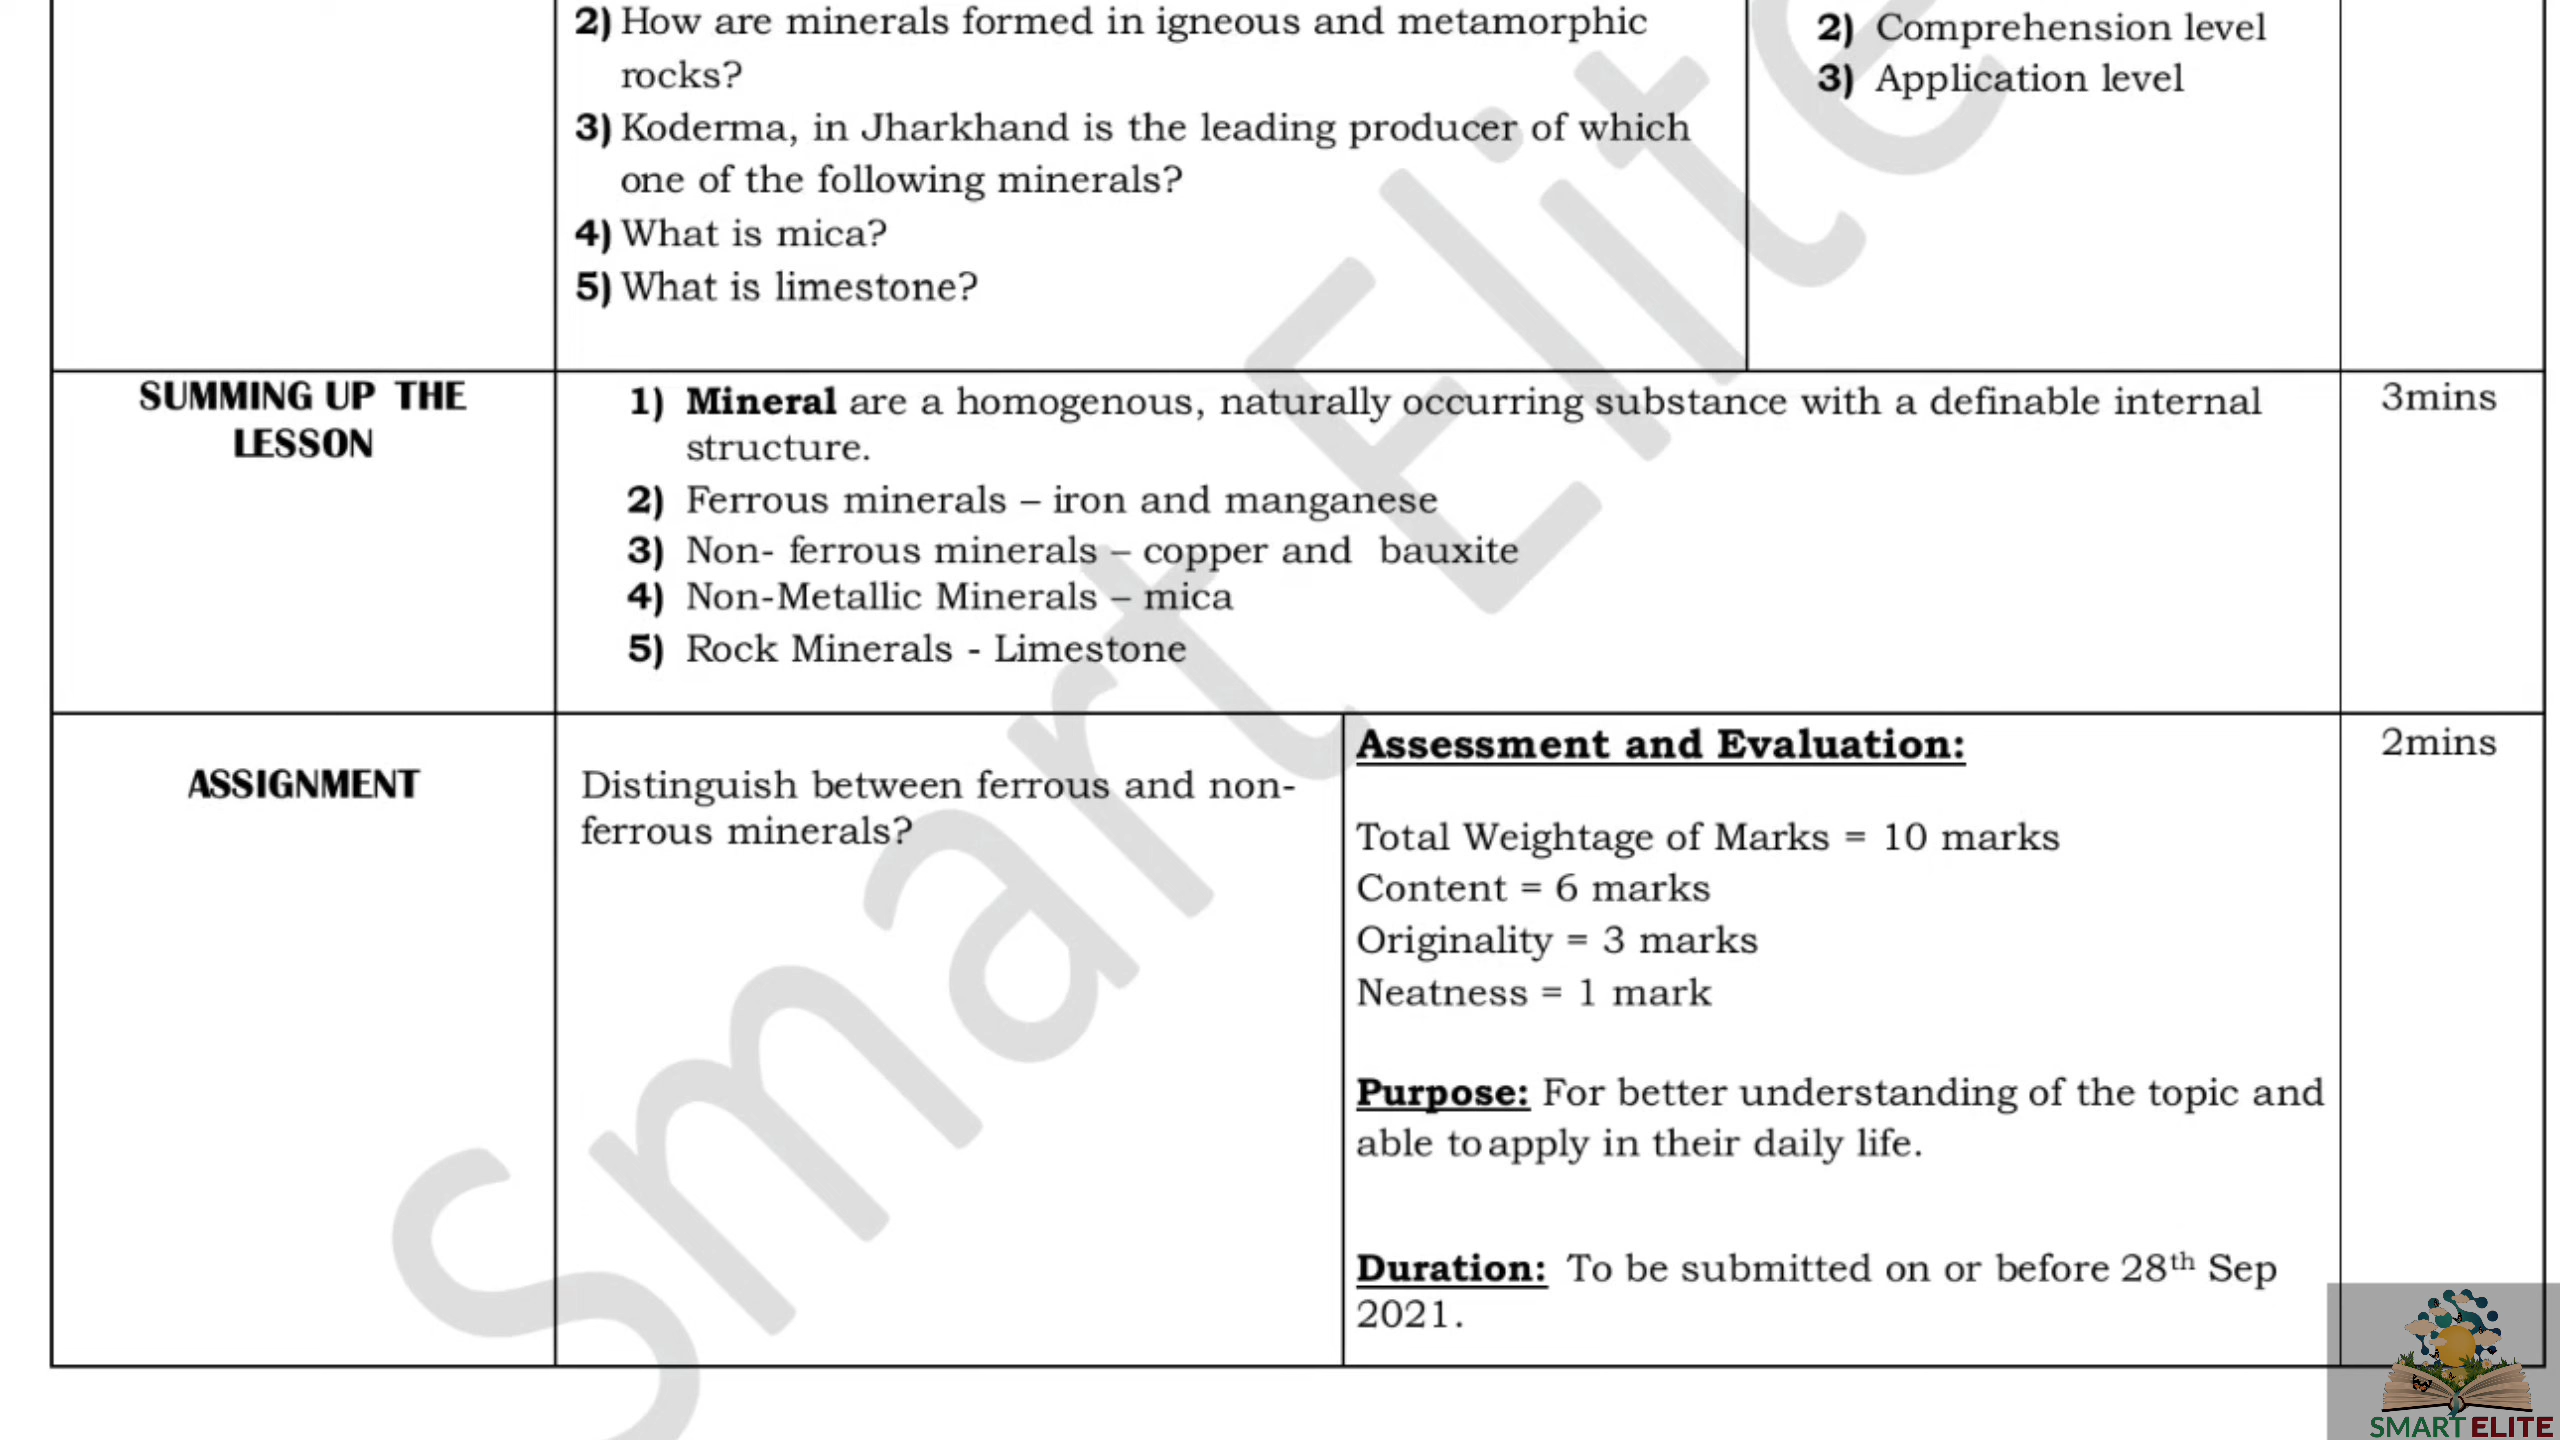 2) How are minerals formed in igneous and metamorphic
rocks?
3) Koderma, in Jharkhand is the leading producer of which
one of the following minerals?
4) What is mica?
5) What is limestone?
2) Comprehension level
3) Application level
SUMMING UP THE
LESSON
1) Mineral are a homogenous, naturally occurring substance with a definable internal
structure.
2) Ferrous minerals – iron and manganese
3) Non- ferrous minerals – copper and bauxite
4) Non-Metallic Minerals – mica
5) Rock Minerals - Limestone
3mins
ASSIGNMENT
Distinguish between ferrous and non-
ferrous minerals?
Assessment and Evaluation:
Total Weightage of Marks = 10 marks
Content = 6 marks
Originality = 3 marks
Neatness = 1 mark
Purpose: For better understanding of the topic and
able to apply in their daily life.
Duration: To be submitted on or before 28th Sep
2021.
2mins
Smart Elite
SMART ELITE